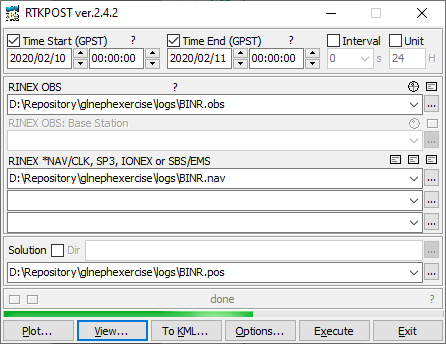 RTKPOST ver.2.4.2
Time Start (GPST) ? Time End (GPST) ? Interval Unit
2020/02/10 00:00:00 2020/02/11 00:00:00 0 s 24 H
RINEX OBS ?
D:\Repository\glnephexercise\logs\BINR.obs ...
RINEX OBS: Base Station
...
RINEX *NAV/CLK, SP3, IONEX or SBS/EMS
D:\Repository\glnephexercise\logs\BINR.nav ...
...
...
Solution Dir ...
D:\Repository\glnephexercise\logs\BINR.pos ...
done ?
Plot... View... To KML... Options... Execute Exit